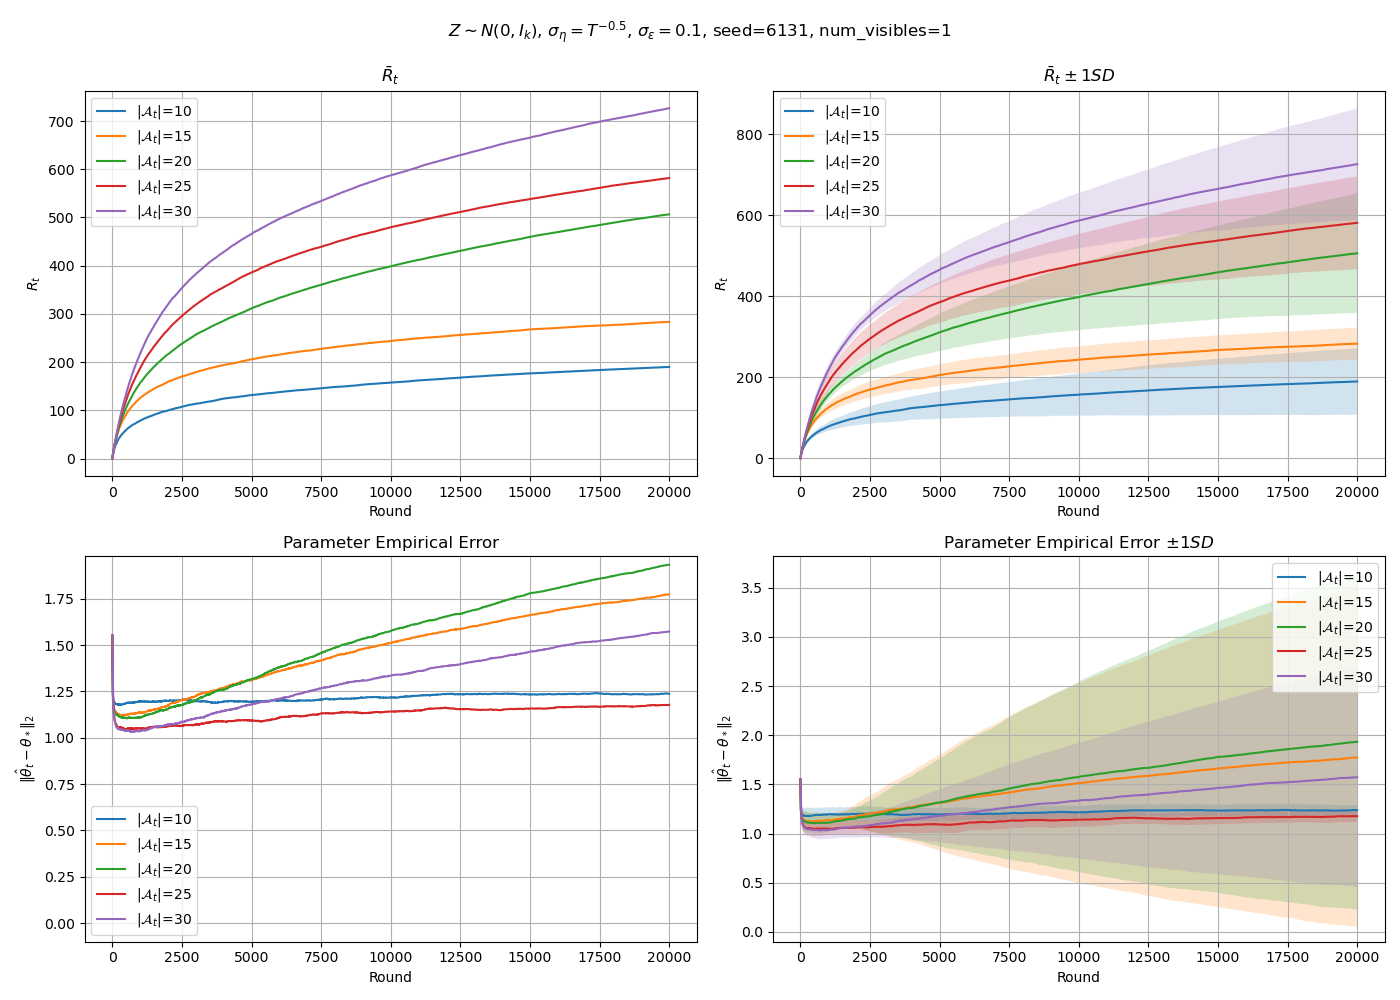 Z ∼ N(0, I_k), σ_η = T^{−0.5}, σ_ε = 0.1, seed=6131, num_visibles=1
R̄_t
R_t
700
600
500
400
300
200
100
0
|𝒜_t|=10
|𝒜_t|=15
|𝒜_t|=20
|𝒜_t|=25
|𝒜_t|=30
0 2500 5000 7500 10000 12500 15000 17500 20000
Round
R̄_t ± 1SD
R_t
800
600
400
200
0
|𝒜_t|=10
|𝒜_t|=15
|𝒜_t|=20
|𝒜_t|=25
|𝒜_t|=30
0 2500 5000 7500 10000 12500 15000 17500 20000
Round
Parameter Empirical Error
‖θ̂_t − θ_*‖_2
1.75
1.50
1.25
1.00
0.75
0.50
0.25
0.00
|𝒜_t|=10
|𝒜_t|=15
|𝒜_t|=20
|𝒜_t|=25
|𝒜_t|=30
0 2500 5000 7500 10000 12500 15000 17500 20000
Round
Parameter Empirical Error ±1SD
‖θ̂_t − θ_*‖_2
3.5
3.0
2.5
2.0
1.5
1.0
0.5
0.0
|𝒜_t|=10
|𝒜_t|=15
|𝒜_t|=20
|𝒜_t|=25
|𝒜_t|=30
0 2500 5000 7500 10000 12500 15000 17500 20000
Round